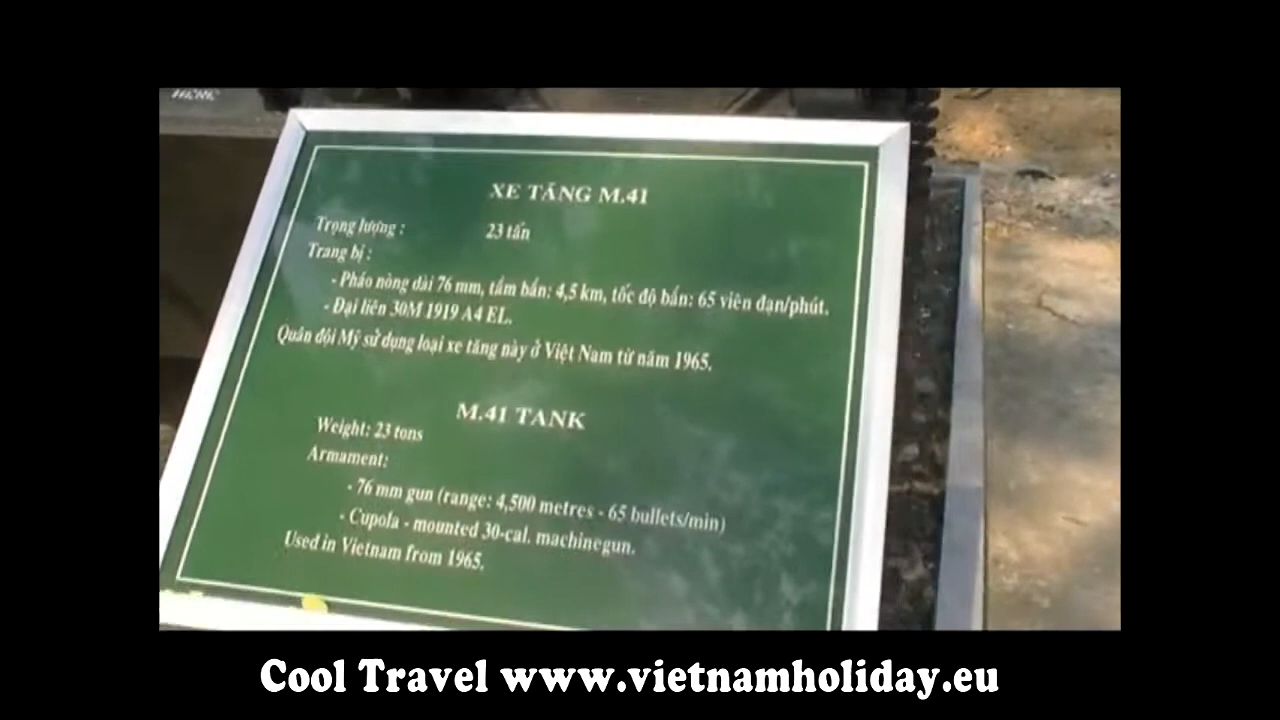 HERE
XE TĂNG M.41
Trọng lượng : 23 tấn
Trang bị :
- Pháo nòng dài 76 mm, tầm bắn: 4,5 km, tốc độ bắn: 65 viên đạn/phút.
- Đại liên 30M 1919 A4 EL.
Quân đội Mỹ sử dụng loại xe tăng này ở Việt Nam từ năm 1965.
M.41 TANK
Weight: 23 tons
Armament:
- 76 mm gun (range: 4,500 metres - 65 bullets/min)
- Cupola - mounted 30-cal. machinegun.
Used in Vietnam from 1965.
Cool Travel www.vietnamholiday.eu